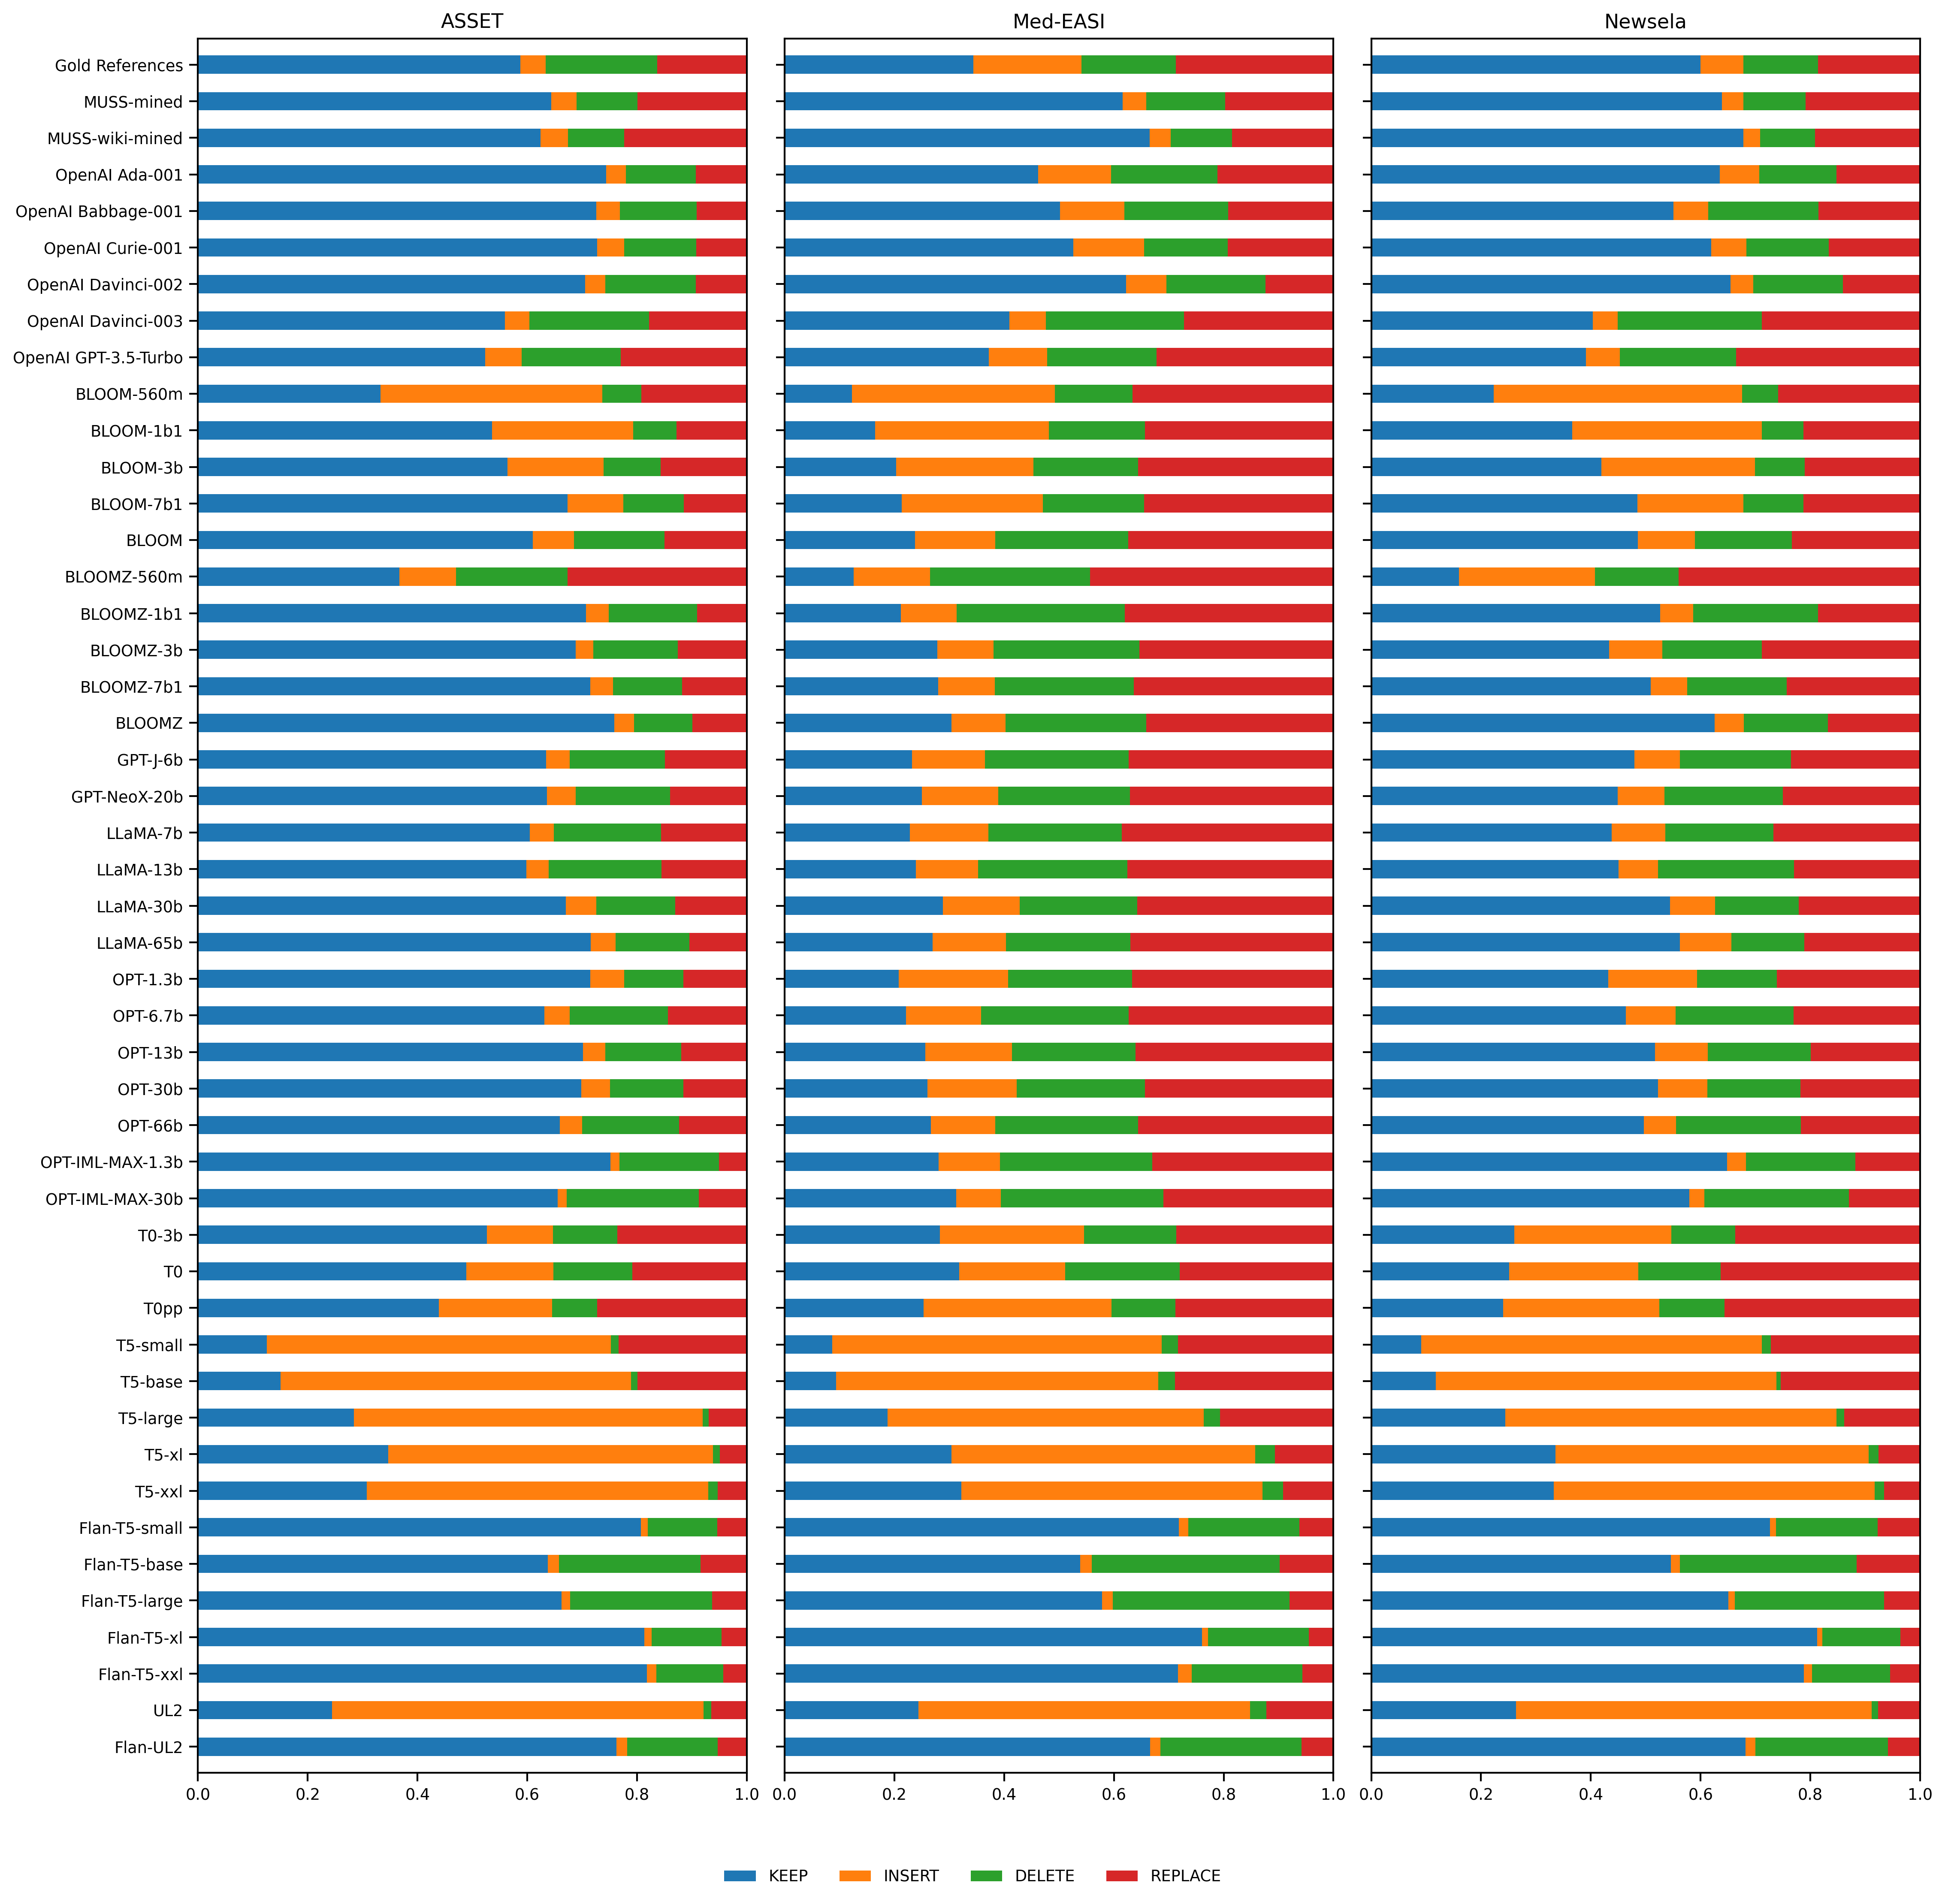 ASSET Med-EASI Newsela
Gold References
MUSS-mined
MUSS-wiki-mined
OpenAI Ada-001
OpenAI Babbage-001
OpenAI Curie-001
OpenAI Davinci-002
OpenAI Davinci-003
OpenAI GPT-3.5-Turbo
BLOOM-560m
BLOOM-1b1
BLOOM-3b
BLOOM-7b1
BLOOM
BLOOMZ-560m
BLOOMZ-1b1
BLOOMZ-3b
BLOOMZ-7b1
BLOOMZ
GPT-J-6b
GPT-NeoX-20b
LLaMA-7b
LLaMA-13b
LLaMA-30b
LLaMA-65b
OPT-1.3b
OPT-6.7b
OPT-13b
OPT-30b
OPT-66b
OPT-IML-MAX-1.3b
OPT-IML-MAX-30b
T0-3b
T0
T0pp
T5-small
T5-base
T5-large
T5-xl
T5-xxl
Flan-T5-small
Flan-T5-base
Flan-T5-large
Flan-T5-xl
Flan-T5-xxl
UL2
Flan-UL2
0.0 0.2 0.4 0.6 0.8 1.0 0.0 0.2 0.4 0.6 0.8 1.0 0.0 0.2 0.4 0.6 0.8 1.0
KEEP INSERT DELETE REPLACE